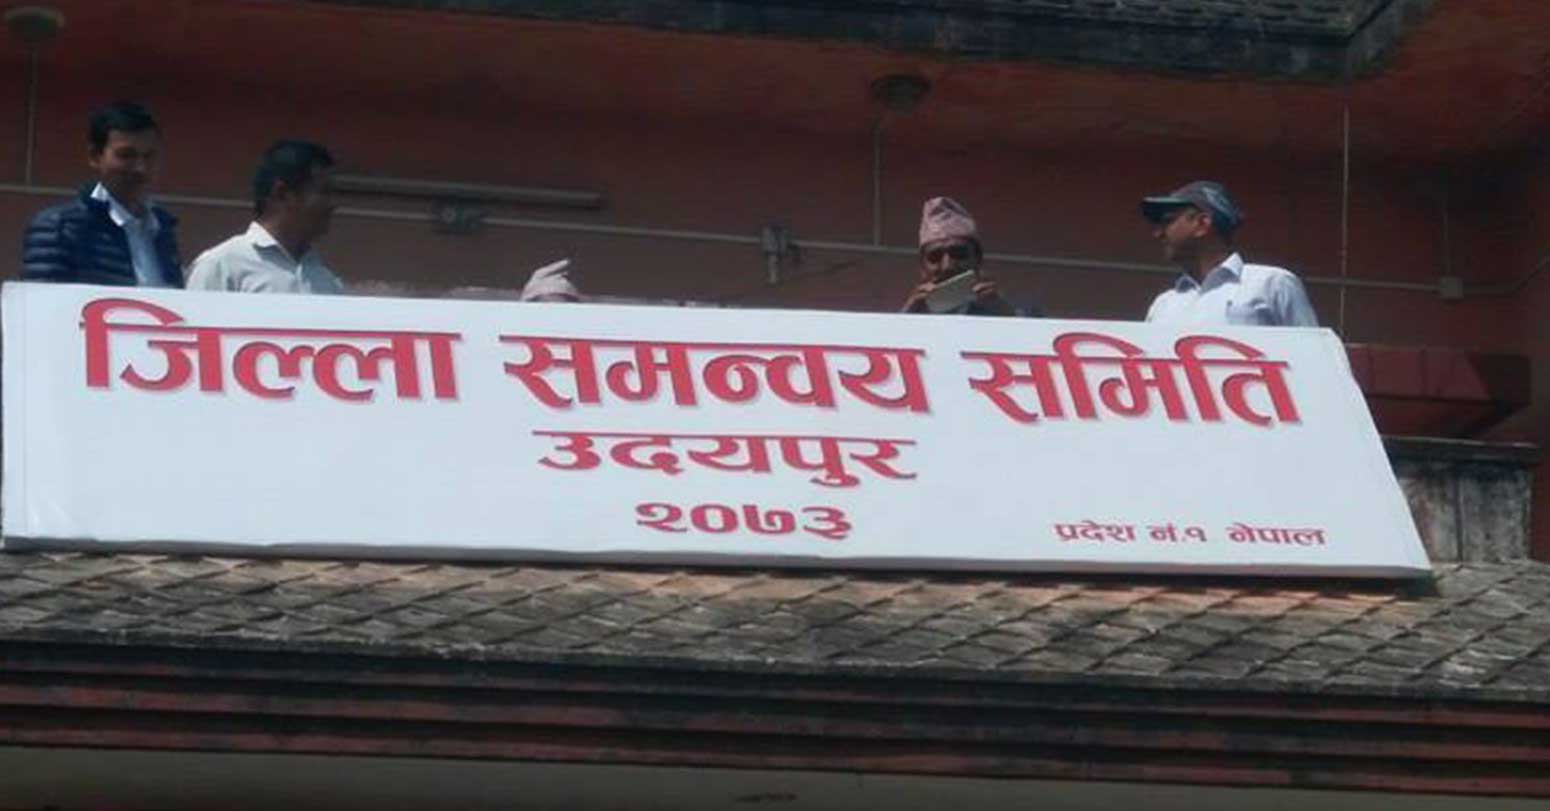 जिल्ला समन्वय समिति
उदयपुर
२०७३
प्रदेश नं.१ नेपाल